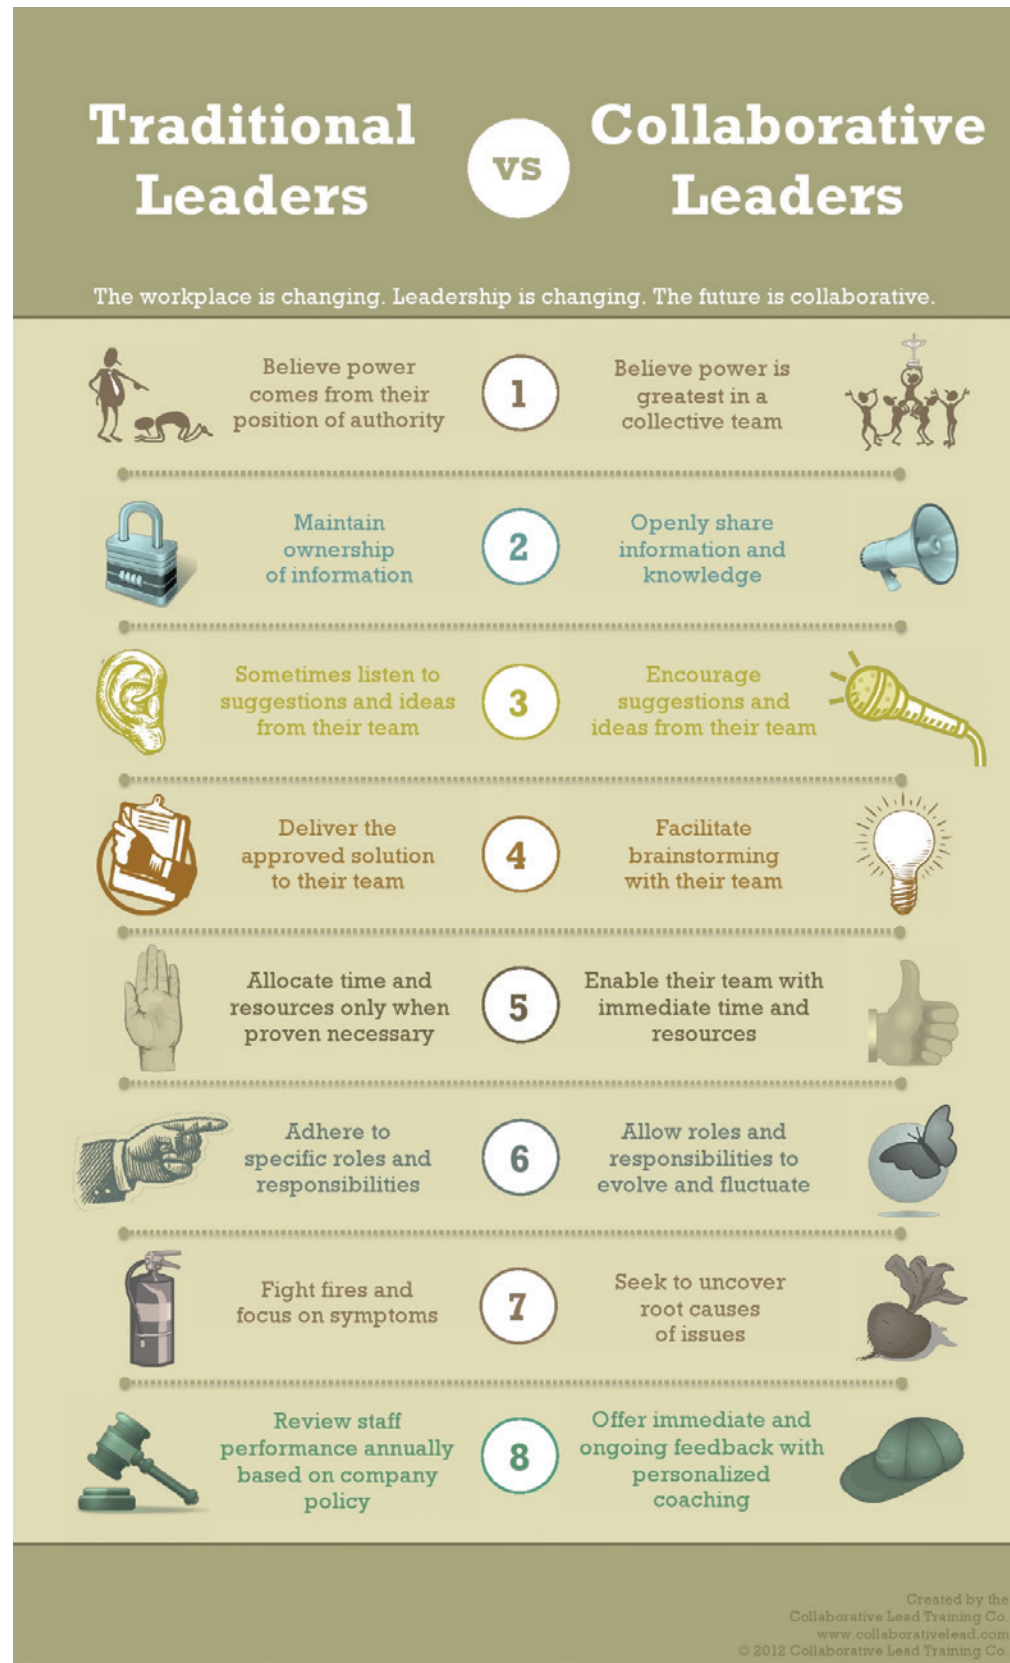 Traditional
Leaders
vs
Collaborative
Leaders
The workplace is changing. Leadership is changing. The future is collaborative.
Believe power
comes from their
position of authority
1
Believe power is
greatest in a
collective team
Maintain
ownership
of information
2
Openly share
information and
knowledge
Sometimes listen to
suggestions and ideas
from their team
3
Encourage
suggestions and
ideas from their team
Deliver the
approved solution
to their team
4
Facilitate
brainstorming
with their team
Allocate time and
resources only when
proven necessary
5
Enable their team with
immediate time and
resources
Adhere to
specific roles and
responsibilities
6
Allow roles and
responsibilities to
evolve and fluctuate
Fight fires and
focus on symptoms
7
Seek to uncover
root causes
of issues
Review staff
performance annually
based on company
policy
8
Offer immediate and
ongoing feedback with
personalized
coaching
Created by the
Collaborative Lead Training Co.
www.collaborativelead.com
© 2012 Collaborative Lead Training Co.